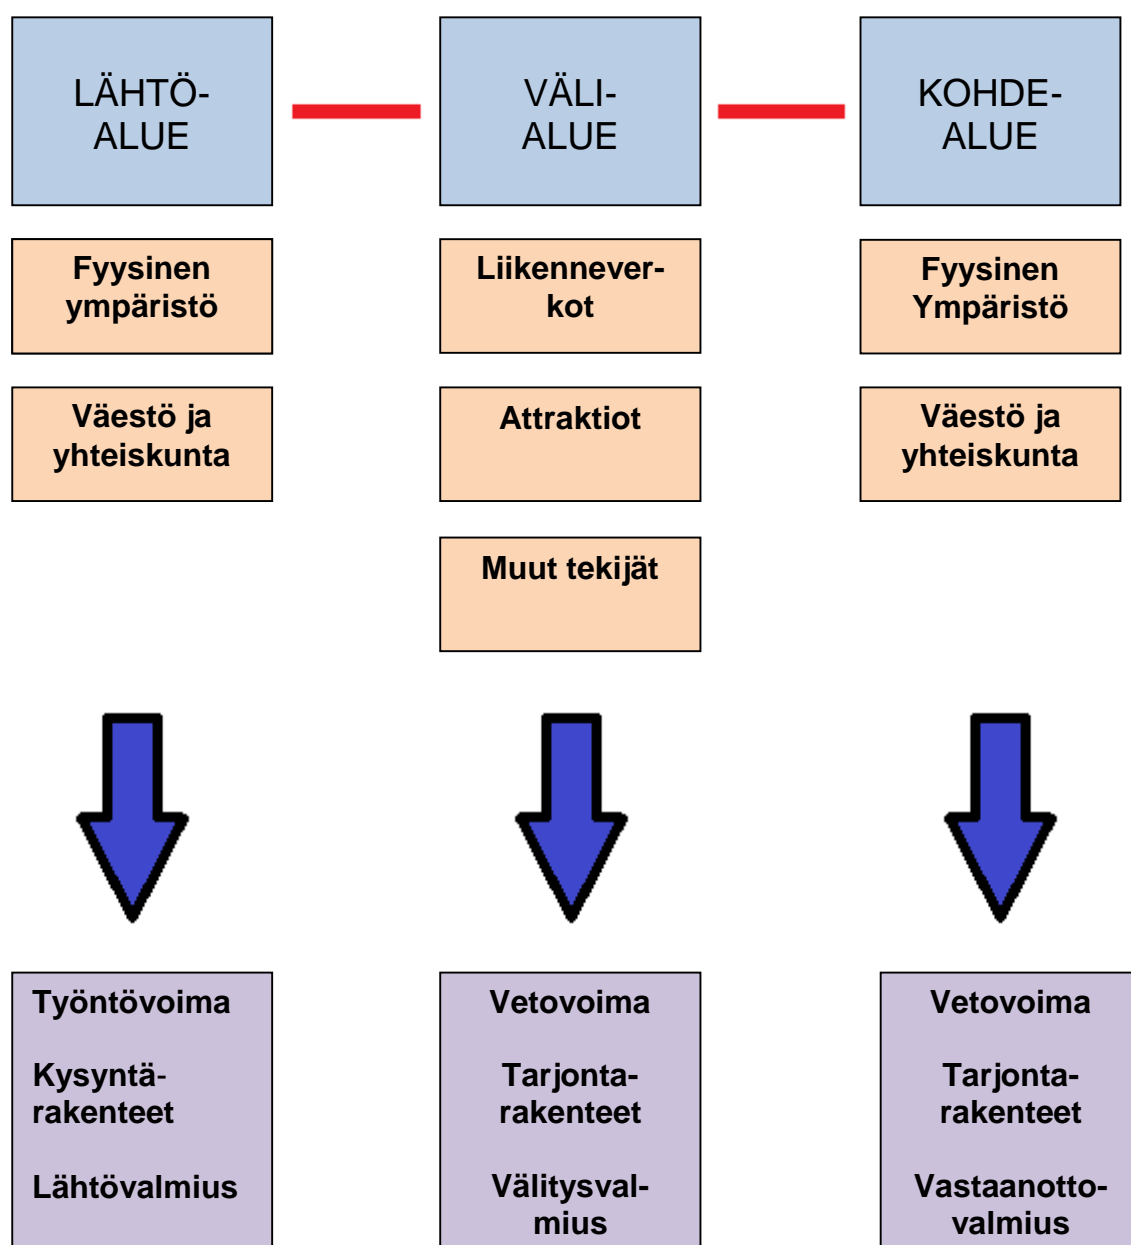 LÄHTÖ-
ALUE
VÄLI-
ALUE
KOHDE-
ALUE
Fyysinen
ympäristö
Liikennever-
kot
Fyysinen
Ympäristö
Väestö ja
yhteiskunta
Attraktiot
Väestö ja
yhteiskunta
Muut tekijät
Työntövoima
Kysyntä-
rakenteet
Lähtövalmius
Vetovoima
Tarjonta-
rakenteet
Välitysval-
mius
Vetovoima
Tarjonta-
rakenteet
Vastaanotto-
valmius